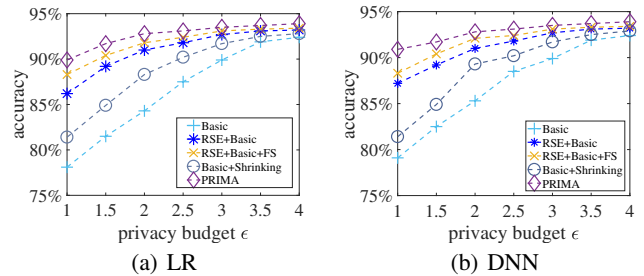 95%
90%
85%
80%
75%
accuracy
Basic
RSE+Basic
RSE+Basic+FS
Basic+Shrinking
PRIMA
1 1.5 2 2.5 3 3.5 4
privacy budget ϵ
(a) LR
95%
90%
85%
80%
75%
accuracy
Basic
RSE+Basic
RSE+Basic+FS
Basic+Shrinking
PRIMA
1 1.5 2 2.5 3 3.5 4
privacy budget ϵ
(b) DNN